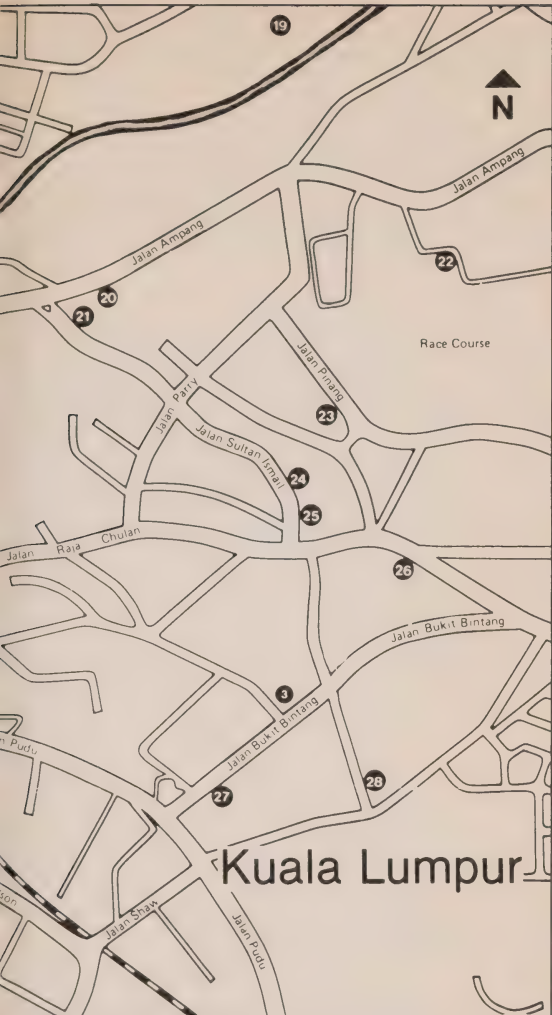 19
N
Jalan Ampang
Jalan Ampang
22
20
21
Race Course
Jalan Pinang
Jalan Parry
23
Jalan Sultan Ismail
24
25
Jalan Raja Chulan
26
Jalan Bukit Bintang
3
Jalan Bukit Bintang
n Pudu
28
27
Kuala Lumpur
son
Jalan Shaw
Jalan Pudu